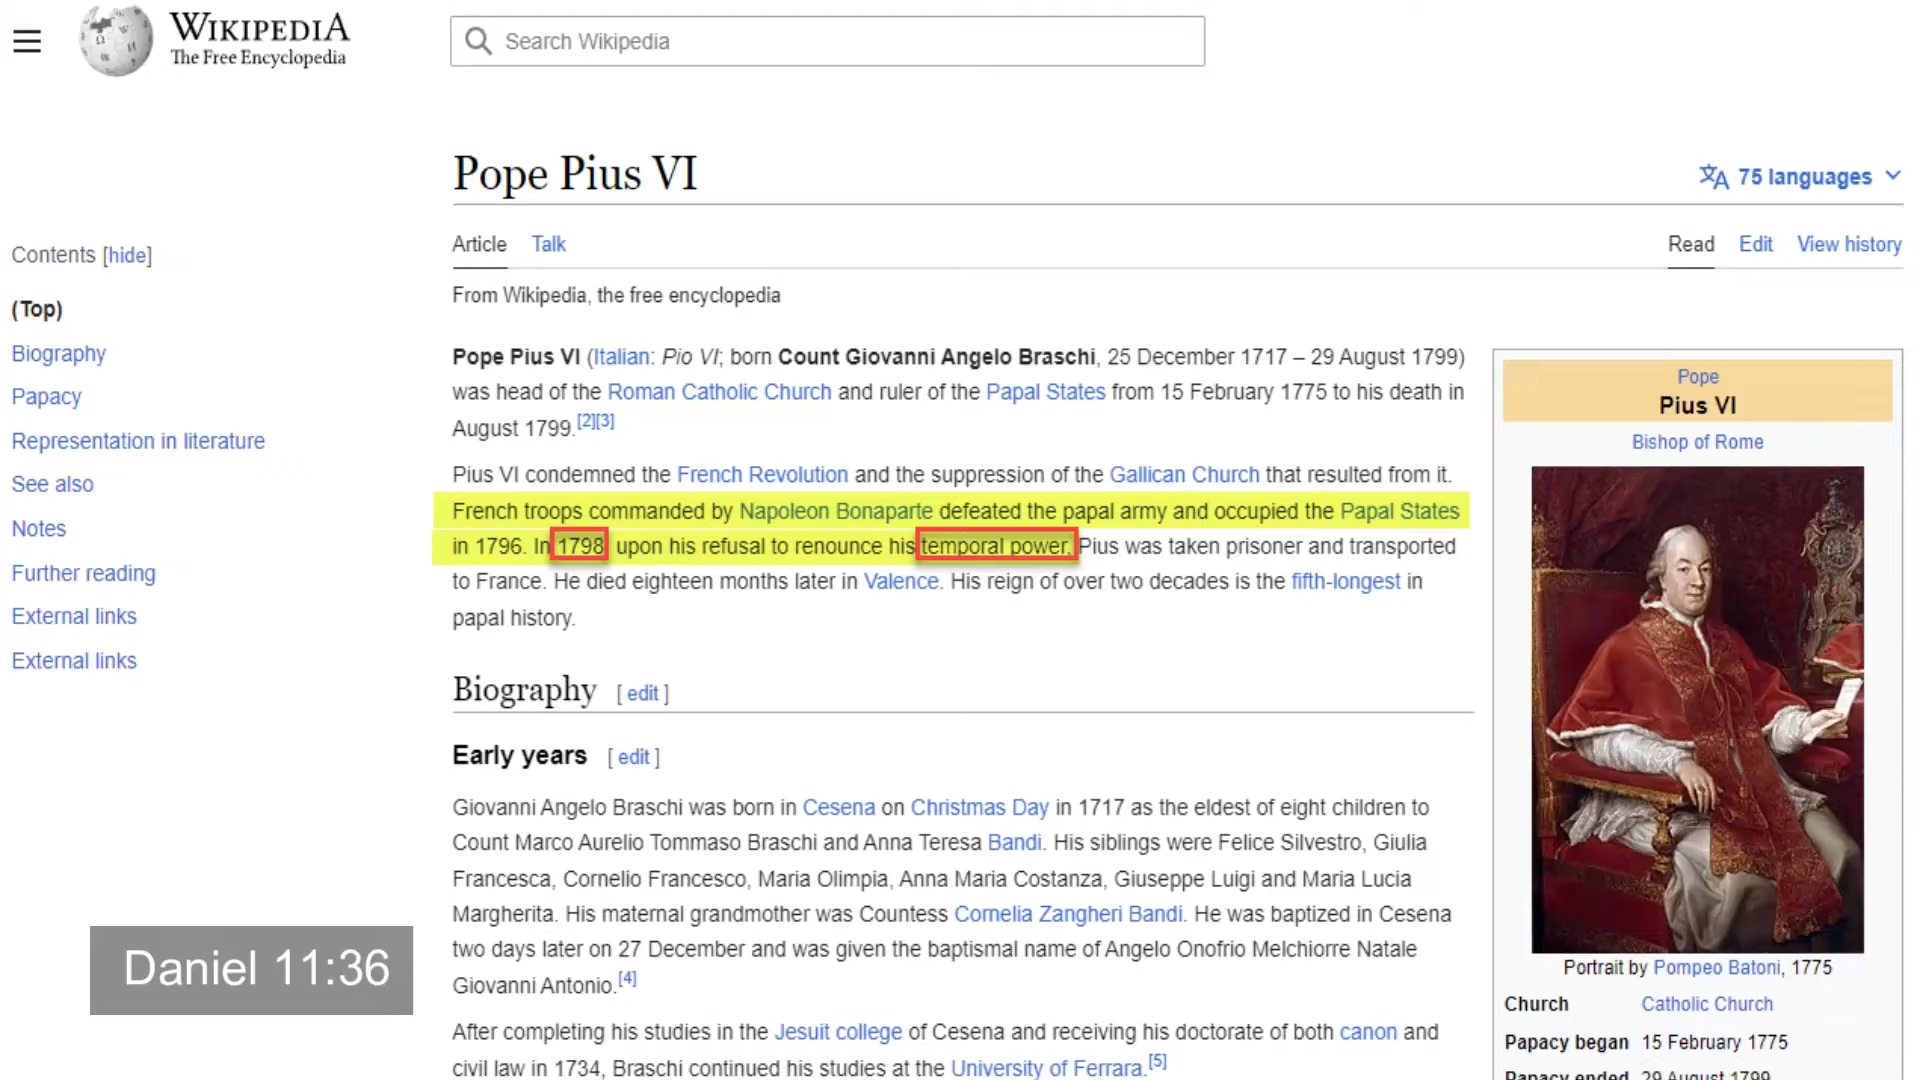 WIKIPEDIA
The Free Encyclopedia
Search Wikipedia
Pope Pius VI
75 languages
Article Talk
Read Edit View history
From Wikipedia, the free encyclopedia
Contents [hide]
(Top)
Biography
Papacy
Representation in literature
See also
Notes
Further reading
External links
External links
Pope Pius VI (Italian: Pio VI; born Count Giovanni Angelo Braschi, 25 December 1717 – 29 August 1799)
was head of the Roman Catholic Church and ruler of the Papal States from 15 February 1775 to his death in
August 1799.[2][3]
Pius VI condemned the French Revolution and the suppression of the Gallican Church that resulted from it.
French troops commanded by Napoleon Bonaparte defeated the papal army and occupied the Papal States
in 1796. In 1798 upon his refusal to renounce his temporal power, Pius was taken prisoner and transported
to France. He died eighteen months later in Valence. His reign of over two decades is the fifth-longest in
papal history.
Biography [ edit ]
Early years [ edit ]
Giovanni Angelo Braschi was born in Cesena on Christmas Day in 1717 as the eldest of eight children to
Count Marco Aurelio Tommaso Braschi and Anna Teresa Bandi. His siblings were Felice Silvestro, Giulia
Francesca, Cornelio Francesco, Maria Olimpia, Anna Maria Costanza, Giuseppe Luigi and Maria Lucia
Margherita. His maternal grandmother was Countess Cornelia Zangheri Bandi. He was baptized in Cesena
two days later on 27 December and was given the baptismal name of Angelo Onofrio Melchiorre Natale
Giovanni Antonio.[4]
After completing his studies in the Jesuit college of Cesena and receiving his doctorate of both canon and
civil law in 1734, Braschi continued his studies at the University of Ferrara.[5]
Pope
Pius VI
Bishop of Rome
Portrait by Pompeo Batoni, 1775
Church Catholic Church
Papacy began 15 February 1775
Papacy ended 29 August 1799
Daniel 11:36